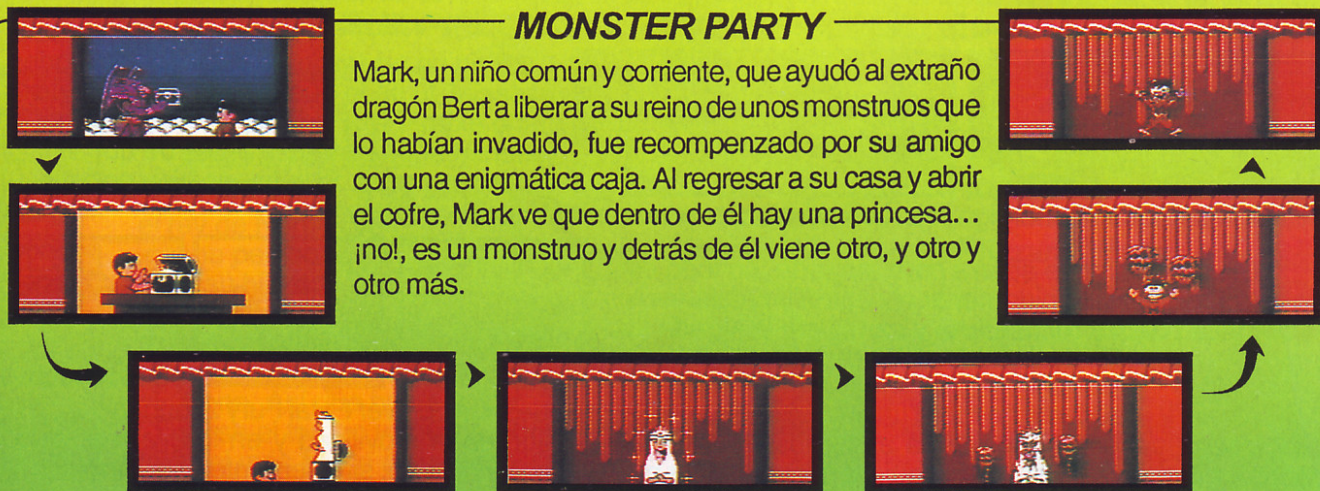 MONSTER PARTY
Mark, un niño común y corriente, que ayudó al extraño
dragón Bert a liberar a su reino de unos monstruos que
lo habían invadido, fue recompenzado por su amigo
con una enigmática caja. Al regresar a su casa y abrir
el cofre, Mark ve que dentro de él hay una princesa...
¡no!, es un monstruo y detrás de él viene otro, y otro y
otro más.